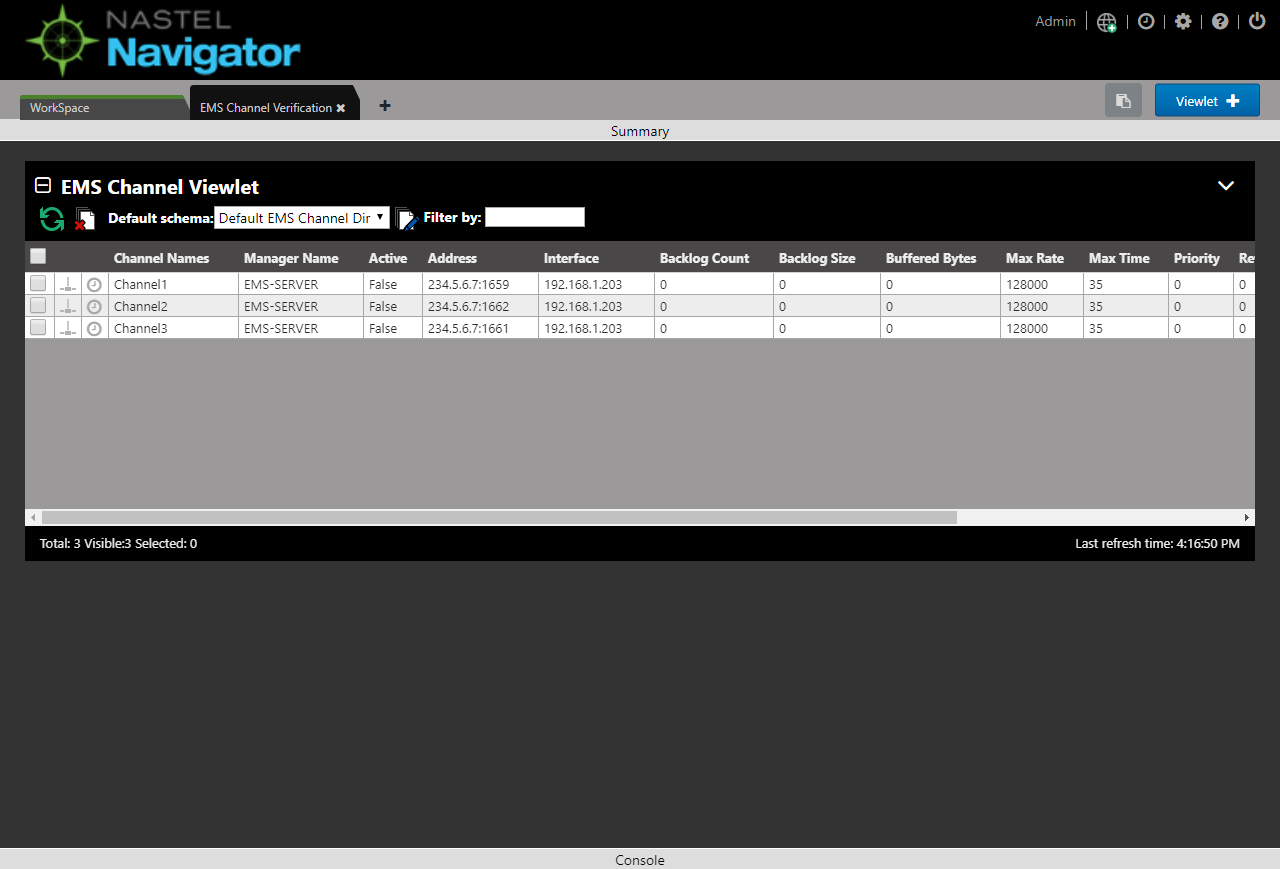 NASTEL
Navigator
Admin
WorkSpace
EMS Channel Verification
Viewlet
Summary
EMS Channel Viewlet
Default schema: Default EMS Channel Dir Filter by:
Channel Names Manager Name Active Address Interface Backlog Count Backlog Size Buffered Bytes Max Rate Max Time Priority Re
Channel1 EMS-SERVER False 234.5.6.7:1659 192.168.1.203 0 0 0 128000 35 0 0
Channel2 EMS-SERVER False 234.5.6.7:1662 192.168.1.203 0 0 0 128000 35 0 0
Channel3 EMS-SERVER False 234.5.6.7:1661 192.168.1.203 0 0 0 128000 35 0 0
Total: 3 Visible:3 Selected: 0 Last refresh time: 4:16:50 PM
Console